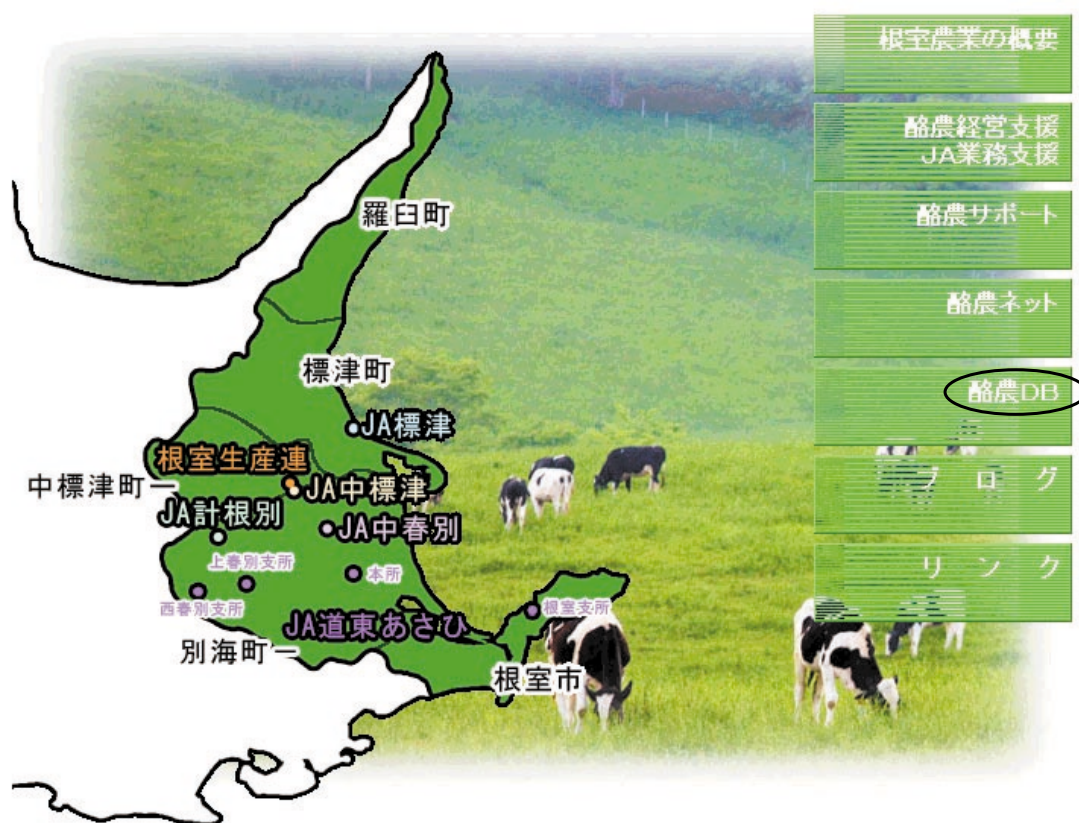 根室農業の概要
酪農経営支援
JA業務支援
酪農サポート
酪農ネット
酪農DB
ブログ
リンク
羅臼町
標津町
JA標津
根室生産連
中標津町
JA中標津
JA計根別
JA中春別
上春別支所
本所
西春別支所
根室支所
JA道東あさひ
別海町
根室市